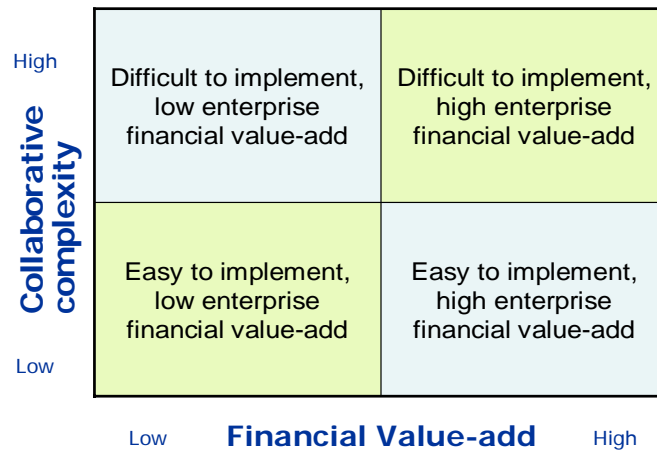 High
Difficult to implement,
low enterprise
financial value-add
Difficult to implement,
high enterprise
financial value-add
Collaborative
complexity
Easy to implement,
low enterprise
financial value-add
Easy to implement,
high enterprise
financial value-add
Low
Low
Financial Value-add
High